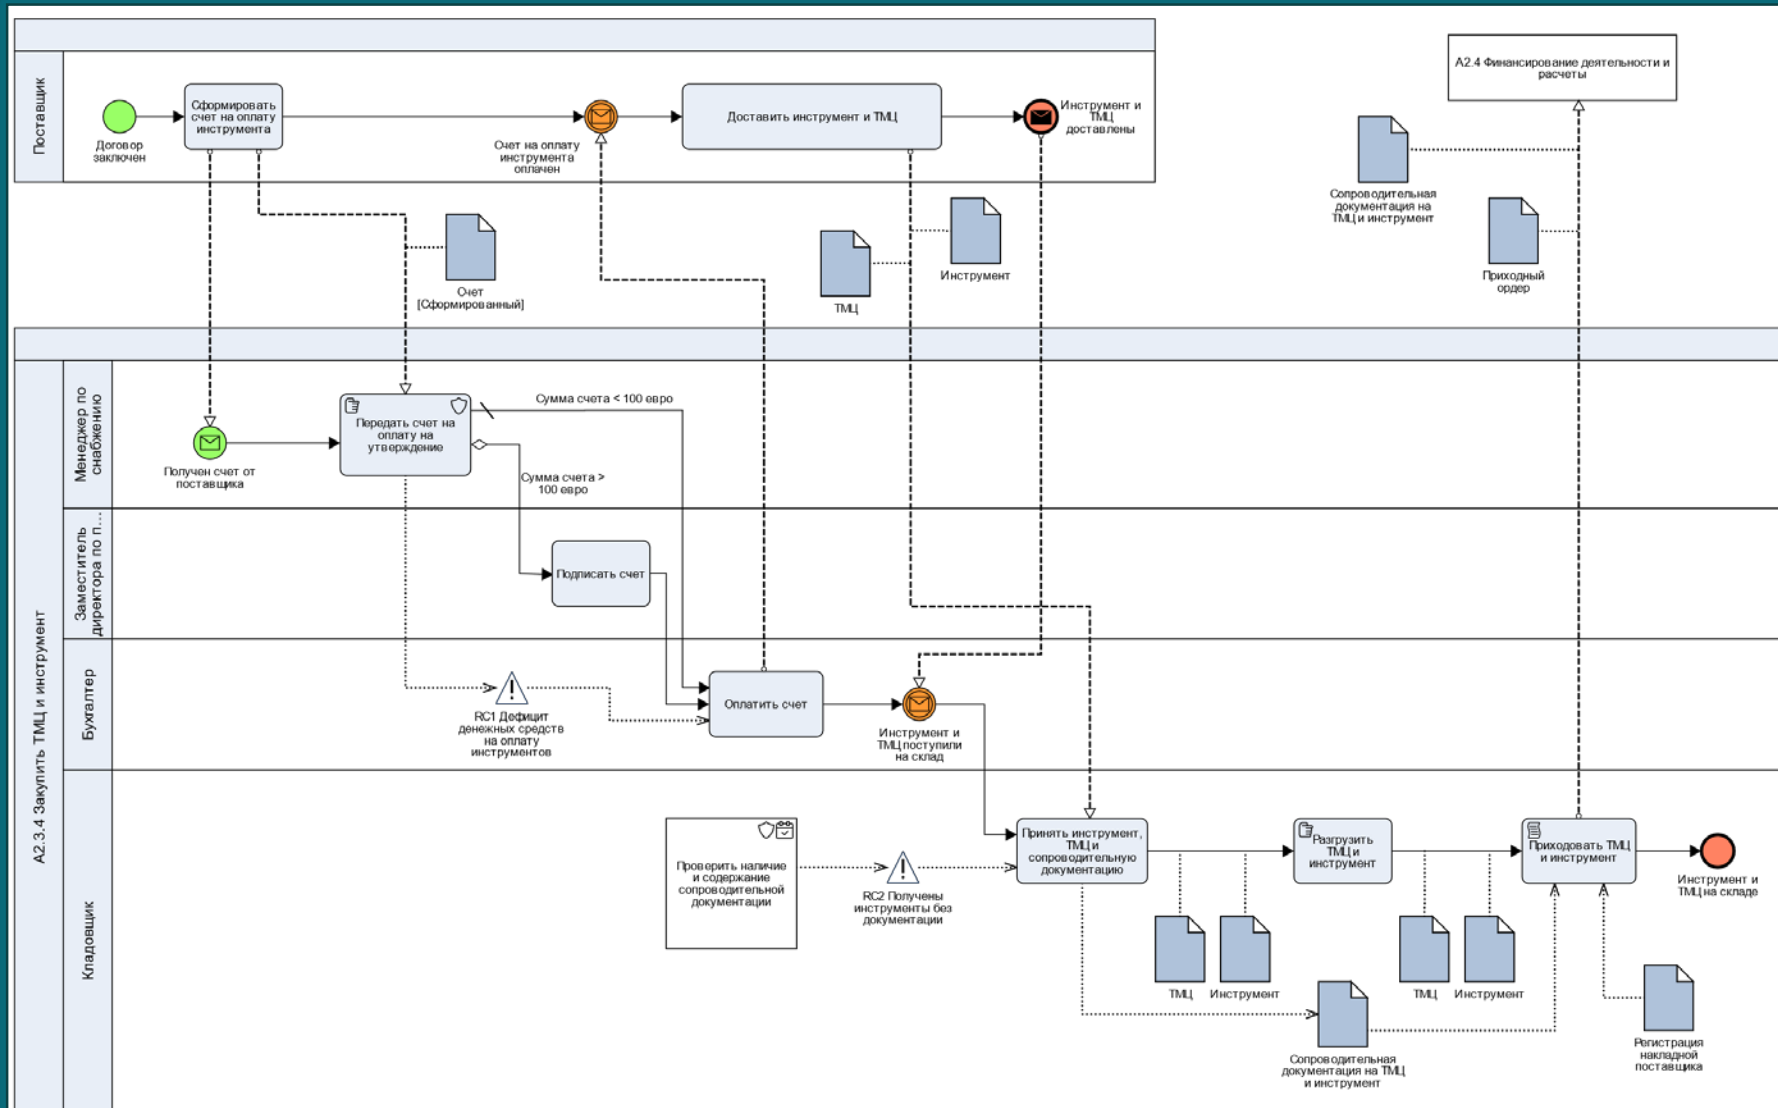 Поставщик
Договор
заключен
Сформировать
счет на оплату
инструмента
Счет на оплату
инструмента
оплачен
Доставить инструмент и ТМЦ
Инструмент и
ТМЦ
доставлены
А2.4 Финансирование деятельности и
расчеты
Сопроводительная
документация на
ТМЦ и инструмент
Приходный
ордер
Счет
[Сформированный]
ТМЦ
Инструмент
А2.3.4 Закупить ТМЦ и инструмент
Менеджер по
снабжению
Получен счет от
поставщика
Передать счет на
оплату на
утверждение
Сумма счета < 100 евро
Сумма счета >
100 евро
Заместитель
директора по п...
Подписать счет
Бухгалтер
RC1 Дефицит
денежных средств
на оплату
инструментов
Оплатить счет
Инструмент и
ТМЦ поступили
на склад
Кладовщик
Проверить наличие
и содержание
сопроводительной
документации
RC2 Получены
инструменты без
документации
Принять инструмент,
ТМЦ и
сопроводительную
документацию
Разгрузить
ТМЦ и
инструмент
Приходовать ТМЦ
и инструмент
Инструмент и
ТМЦ на складе
ТМЦ
Инструмент
ТМЦ
Инструмент
Сопроводительная
документация на ТМЦ
и инструмент
Регистрация
накладной
поставщика